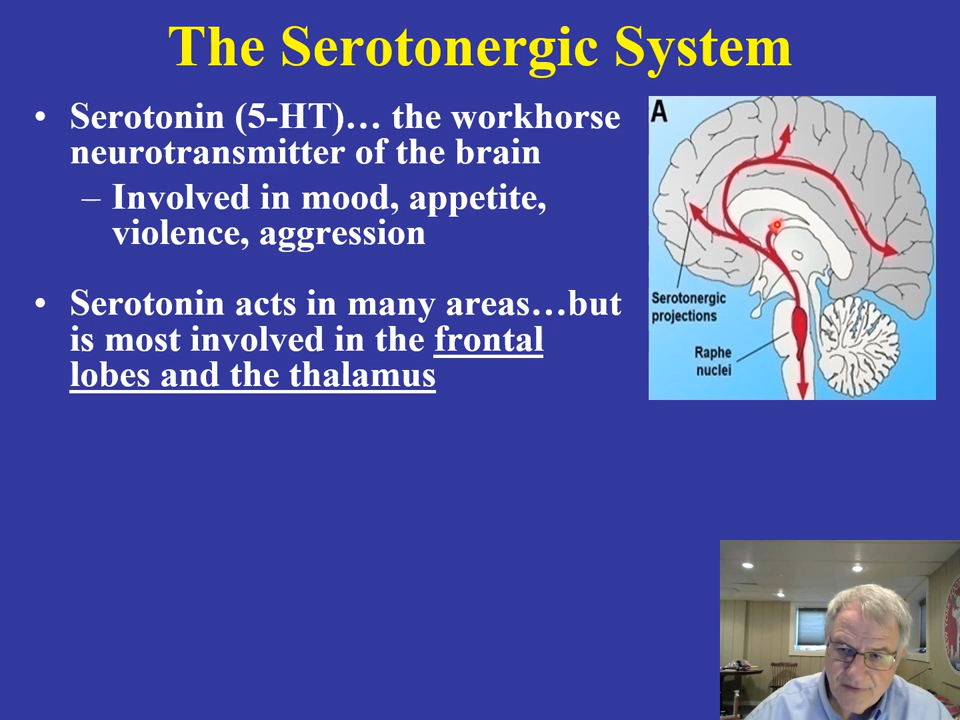 The Serotonergic System
• Serotonin (5-HT)… the workhorse
neurotransmitter of the brain
– Involved in mood, appetite,
violence, aggression
• Serotonin acts in many areas…but
is most involved in the frontal
lobes and the thalamus
A
Serotonergic
projections
Raphe
nuclei